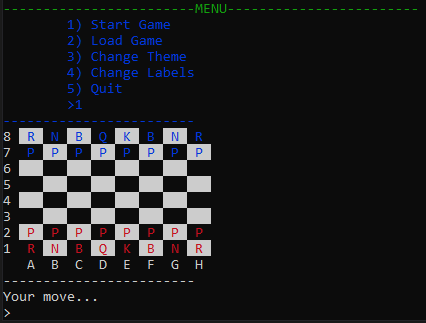 ------------------------MENU------------------------
1) Start Game
2) Load Game
3) Change Theme
4) Change Labels
5) Quit
>1
------------------------
8 R N B Q K B N R
7 P P P P P P P P
6
5
4
3
2 P P P P P P P P
1 R N B Q K B N R
A B C D E F G H
------------------------
Your move...
>